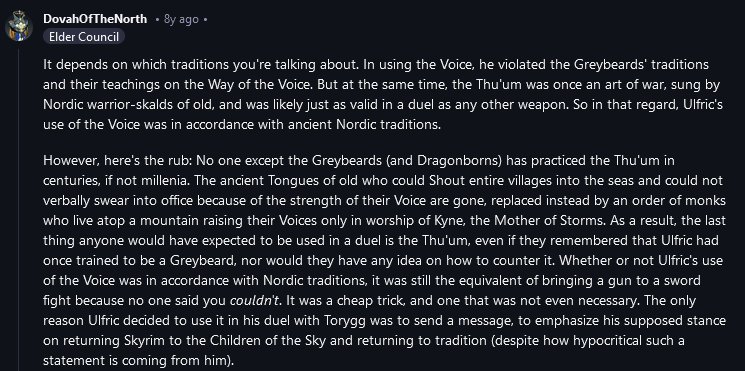 DovahOfTheNorth • 8y ago •
Elder Council
It depends on which traditions you're talking about. In using the Voice, he violated the Greybeards' traditions
and their teachings on the Way of the Voice. But at the same time, the Thu'um was once an art of war, sung by
Nordic warrior-skalds of old, and was likely just as valid in a duel as any other weapon. So in that regard, Ulfric's
use of the Voice was in accordance with ancient Nordic traditions.
However, here's the rub: No one except the Greybeards (and Dragonborns) has practiced the Thu'um in
centuries, if not millenia. The ancient Tongues of old who could Shout entire villages into the seas and could not
verbally swear into office because of the strength of their Voice are gone, replaced instead by an order of monks
who live atop a mountain raising their Voices only in worship of Kyne, the Mother of Storms. As a result, the last
thing anyone would have expected to be used in a duel is the Thu'um, even if they remembered that Ulfric had
once trained to be a Greybeard, nor would they have any idea on how to counter it. Whether or not Ulfric's use
of the Voice was in accordance with Nordic traditions, it was still the equivalent of bringing a gun to a sword
fight because no one said you couldn't. It was a cheap trick, and one that was not even necessary. The only
reason Ulfric decided to use it in his duel with Torygg was to send a message, to emphasize his supposed stance
on returning Skyrim to the Children of the Sky and returning to tradition (despite how hypocritical such a
statement is coming from him).